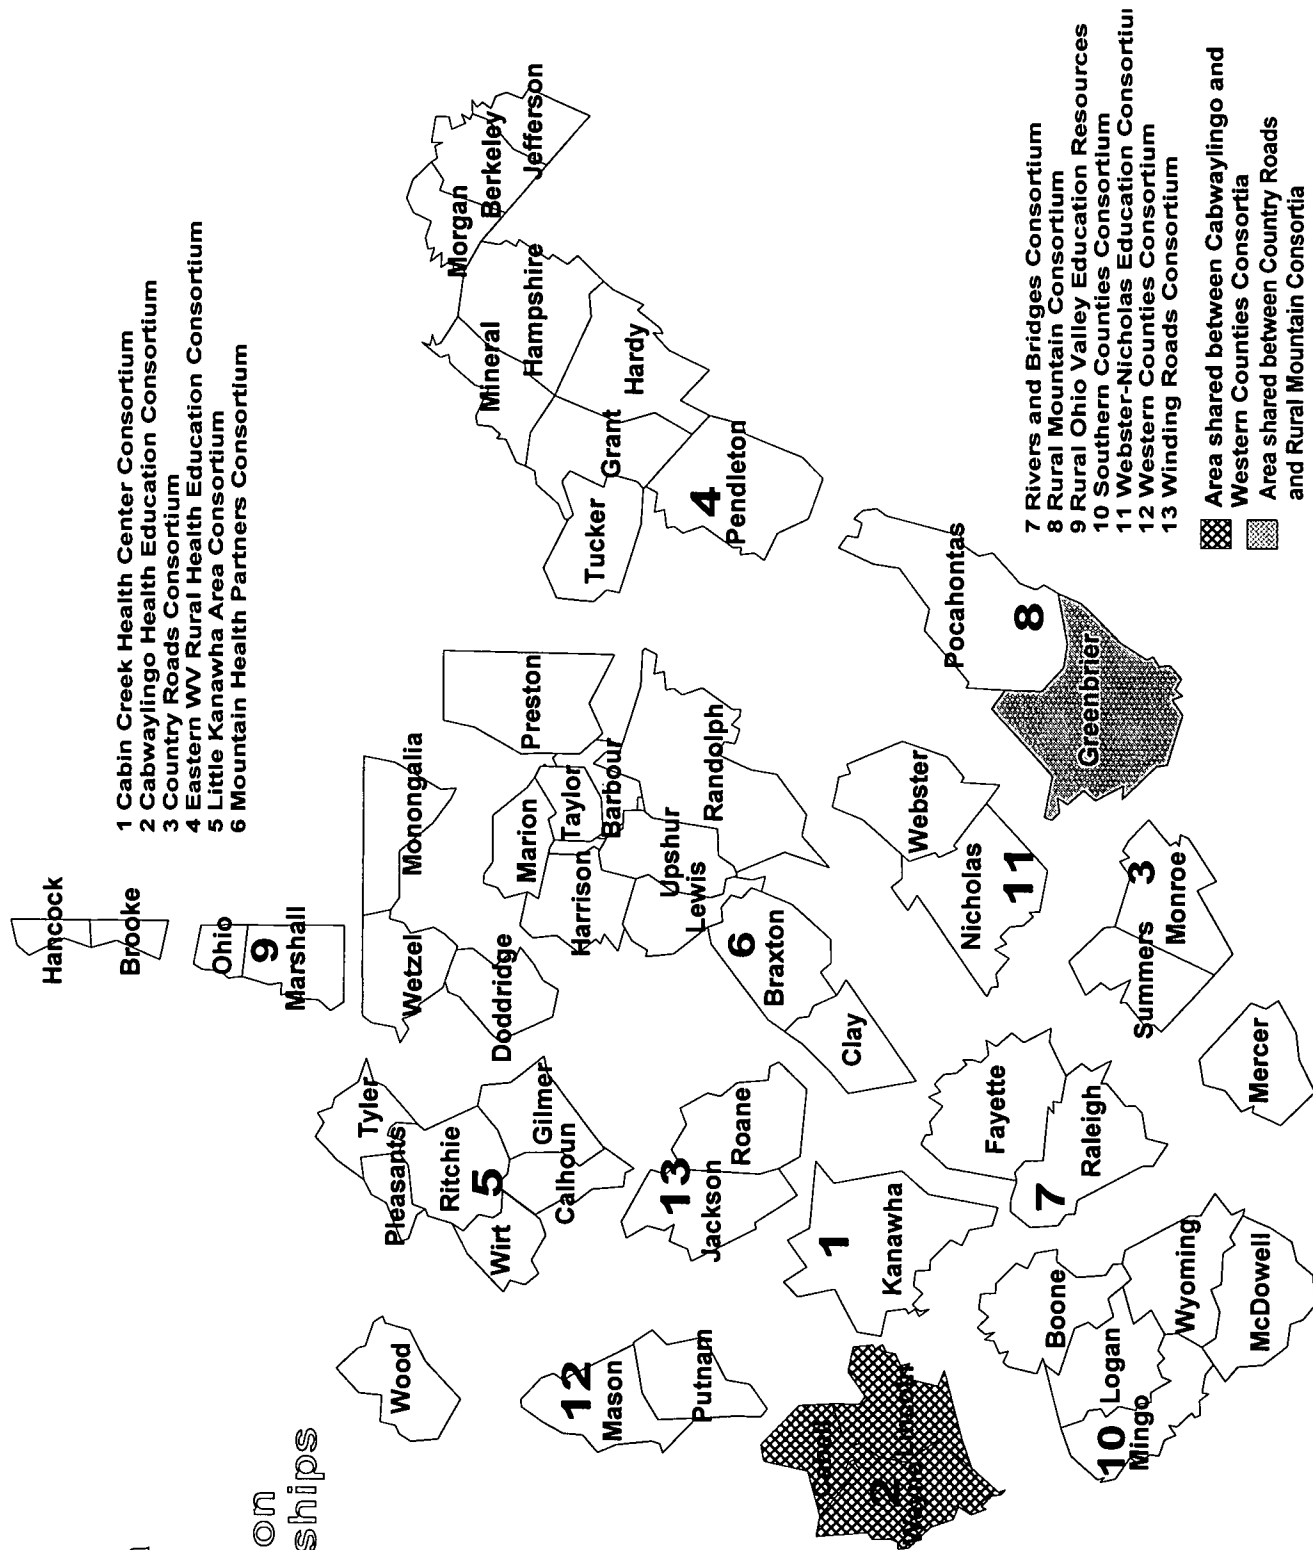 on
ships
1 Cabin Creek Health Center Consortium
2 Cabwaylingo Health Education Consortium
3 Country Roads Consortium
4 Eastern WV Rural Health Education Consortium
5 Little Kanawha Area Consortium
6 Mountain Health Partners Consortium
Hancock
Brooke
Ohio
9
Marshall
Wetzel
Monongalia
Doddridge
Marion
Preston
Taylor
Harrison
Barbour
Upshur
Lewis
Randolph
6
Braxton
Clay
Tyler
Pleasants
Ritchie
5
Wirt
Gilmer
Calhoun
Wood
13
Jackson
Roane
12
Mason
Putnam
1
Kanawha
2
Wayne
Lincoln
Boone
Logan
10
Mingo
Wyoming
McDowell
Fayette
7
Raleigh
Mercer
Webster
Nicholas
11
Summers
3
Monroe
Pocahontas
8
Greenbrier
Morgan
Berkeley
Jefferson
Mineral
Hampshire
Hardy
Grant
Tucker
4
Pendleton
7 Rivers and Bridges Consortium
8 Rural Mountain Consortium
9 Rural Ohio Valley Education Resources
10 Southern Counties Consortium
11 Webster-Nicholas Education Consortiu
12 Western Counties Consortium
13 Winding Roads Consortium
Area shared between Cabwaylingo and
Western Counties Consortia
Area shared between Country Roads
and Rural Mountain Consortia